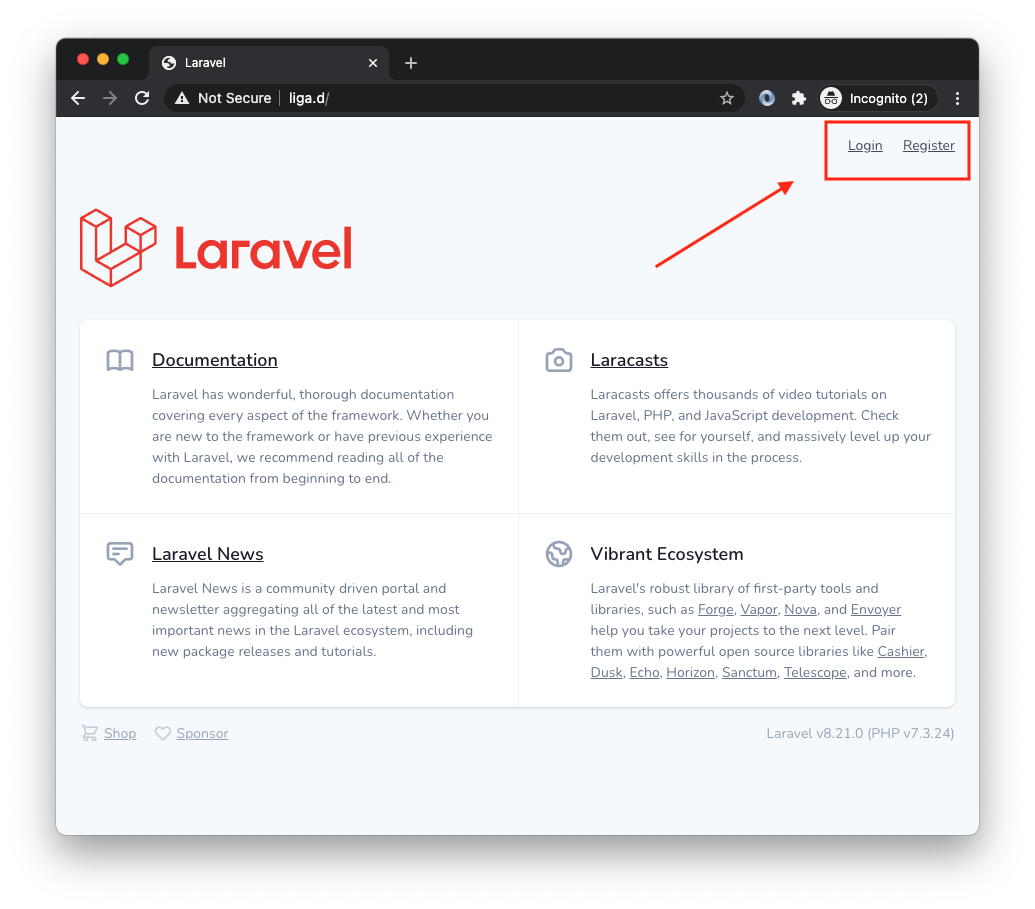 Laravel
Not Secure liga.d/ Incognito (2)
Login Register
Laravel
Documentation
Laravel has wonderful, thorough documentation
covering every aspect of the framework. Whether you
are new to the framework or have previous experience
with Laravel, we recommend reading all of the
documentation from beginning to end.
Laracasts
Laracasts offers thousands of video tutorials on
Laravel, PHP, and JavaScript development. Check
them out, see for yourself, and massively level up your
development skills in the process.
Laravel News
Laravel News is a community driven portal and
newsletter aggregating all of the latest and most
important news in the Laravel ecosystem, including
new package releases and tutorials.
Vibrant Ecosystem
Laravel's robust library of first-party tools and
libraries, such as Forge, Vapor, Nova, and Envoyer
help you take your projects to the next level. Pair
them with powerful open source libraries like Cashier,
Dusk, Echo, Horizon, Sanctum, Telescope, and more.
Shop Sponsor Laravel v8.21.0 (PHP v7.3.24)